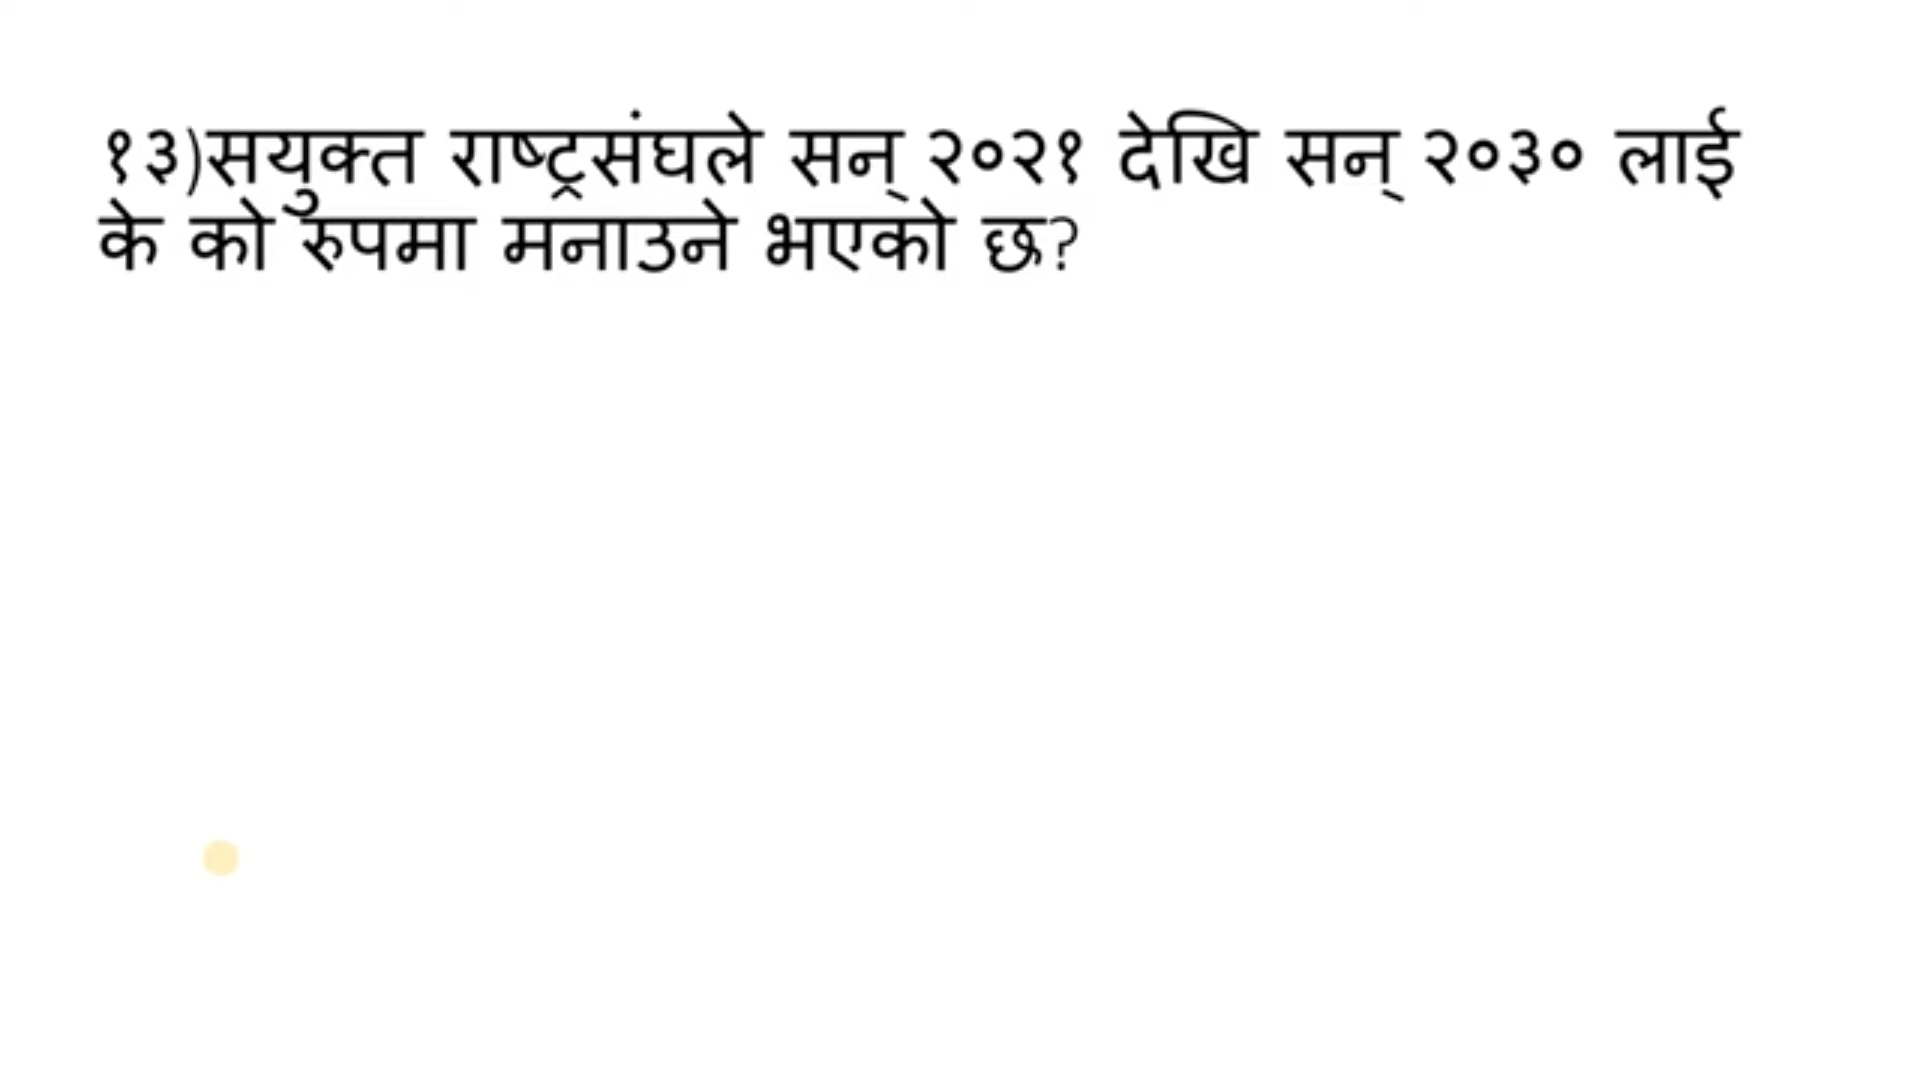 १३)सयुक्त राष्ट्रसंघले सन् २०२१ देखि सन् २०३० लाई
के को रुपमा मनाउने भएको छ?